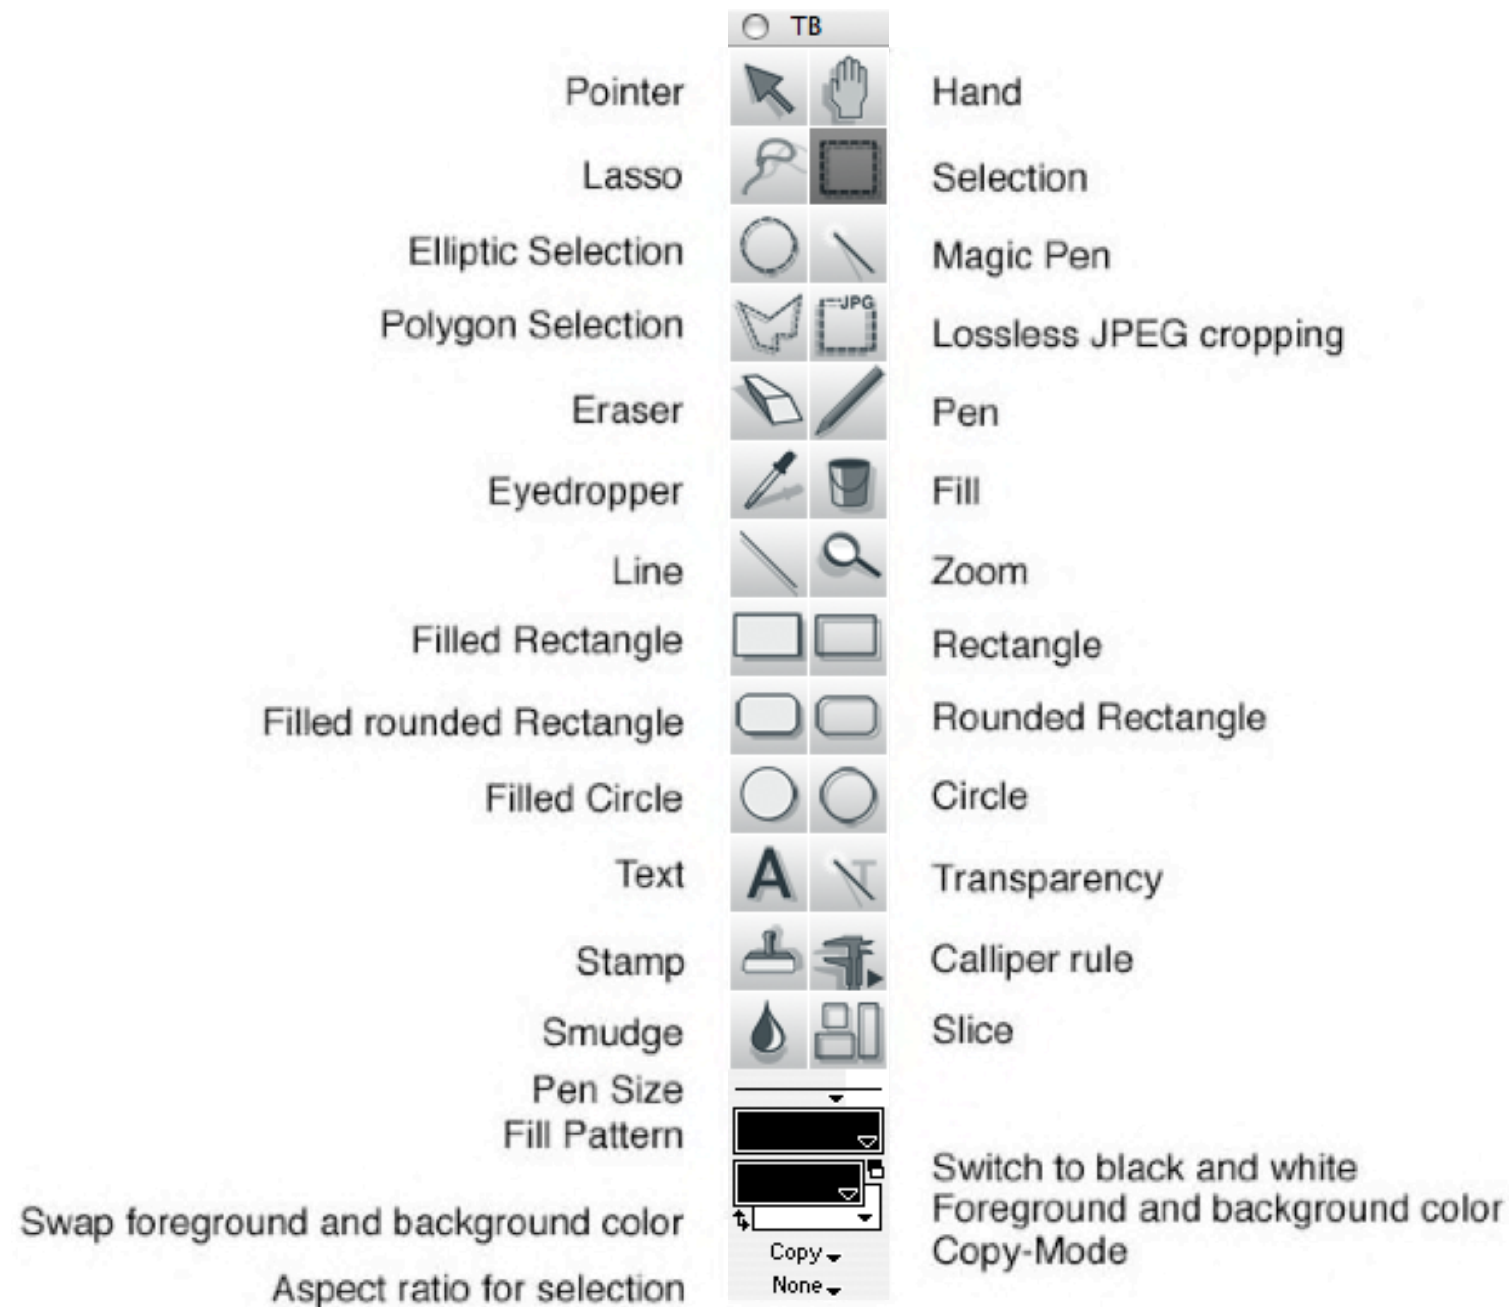 TB
Pointer
Hand
Lasso
Selection
Elliptic Selection
Magic Pen
Polygon Selection
JPG
Lossless JPEG cropping
Eraser
Pen
Eyedropper
Fill
Line
Zoom
Filled Rectangle
Rectangle
Filled rounded Rectangle
Rounded Rectangle
Filled Circle
Circle
Text
A
T
Transparency
Stamp
Calliper rule
Smudge
Slice
Pen Size
Fill Pattern
Switch to black and white
Swap foreground and background color
Foreground and background color
Copy
Copy-Mode
Aspect ratio for selection
None